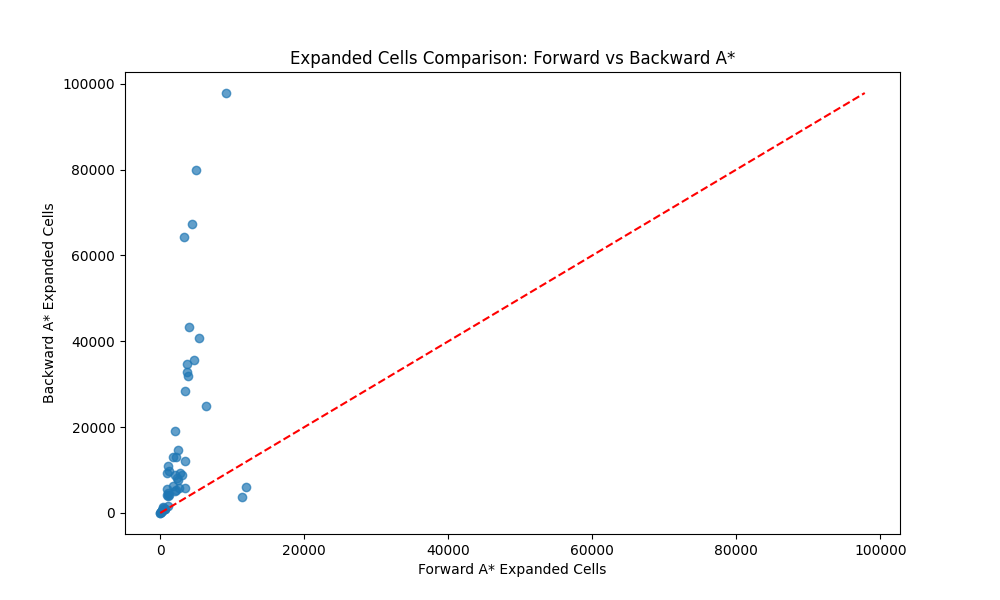 Expanded Cells Comparison: Forward vs Backward A*
100000
80000
60000
40000
20000
0
Backward A* Expanded Cells
0 20000 40000 60000 80000 100000
Forward A* Expanded Cells